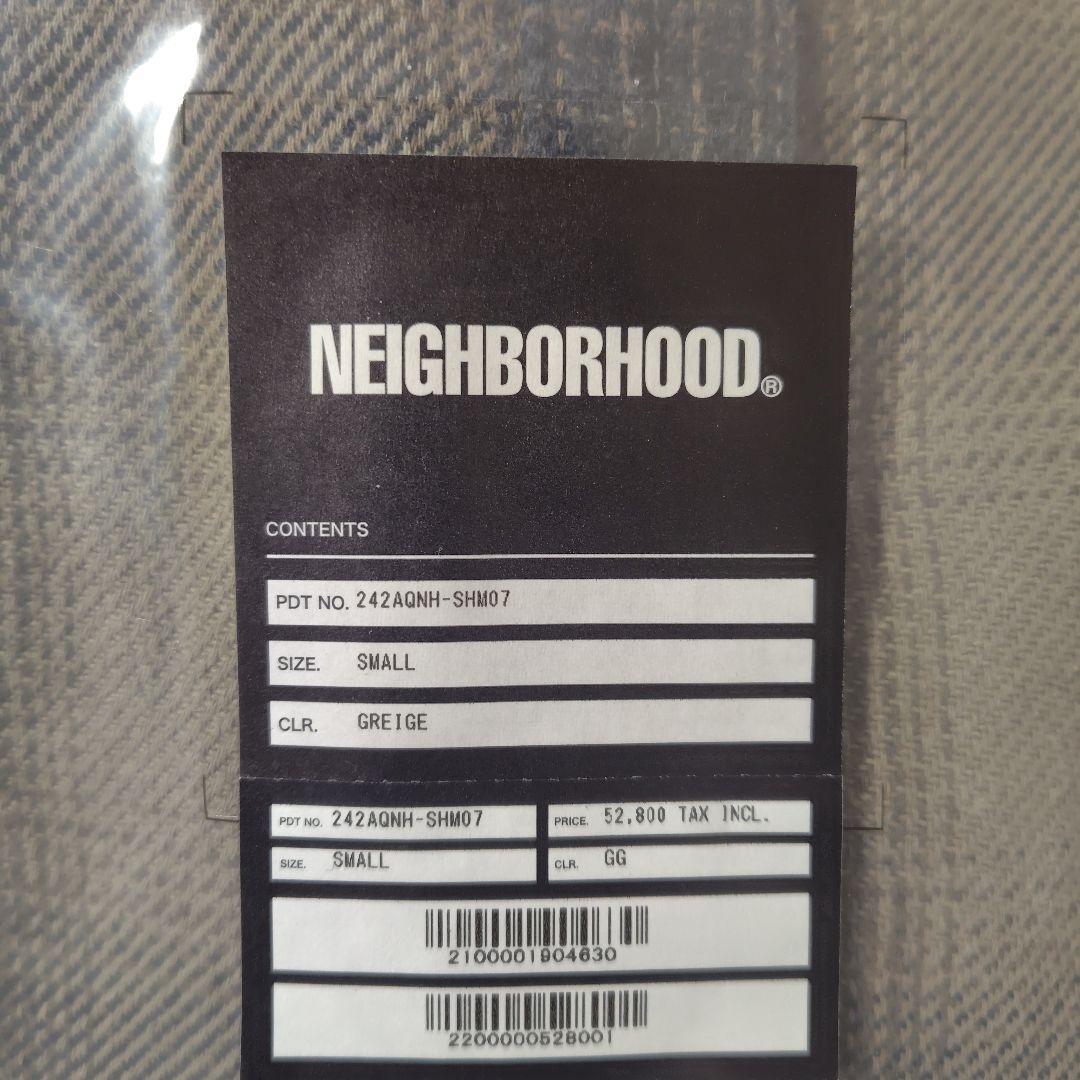 NEIGHBORHOOD®
CONTENTS
PDT NO. 242AQNH-SHM07
SIZE. SMALL
CLR. GREIGE
PDT NO. 242AQNH-SHM07 PRICE. 52,800 TAX INCL.
SIZE. SMALL CLR. GG
2100001904630
2200000528001